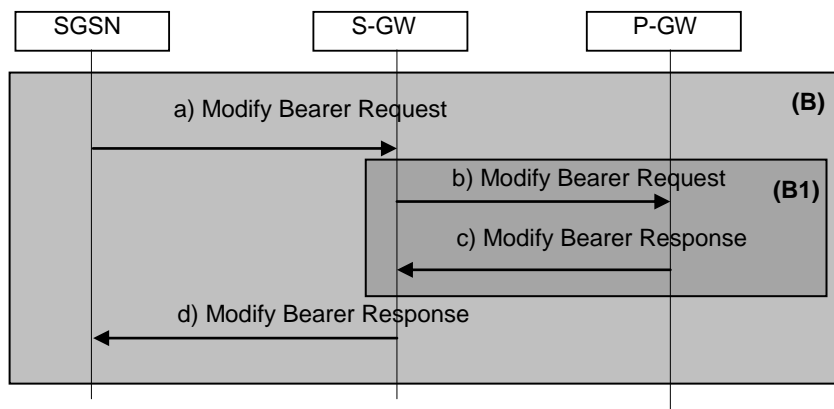 SGSN
S-GW
P-GW
(B)
a) Modify Bearer Request
b) Modify Bearer Request
(B1)
c) Modify Bearer Response
d) Modify Bearer Response